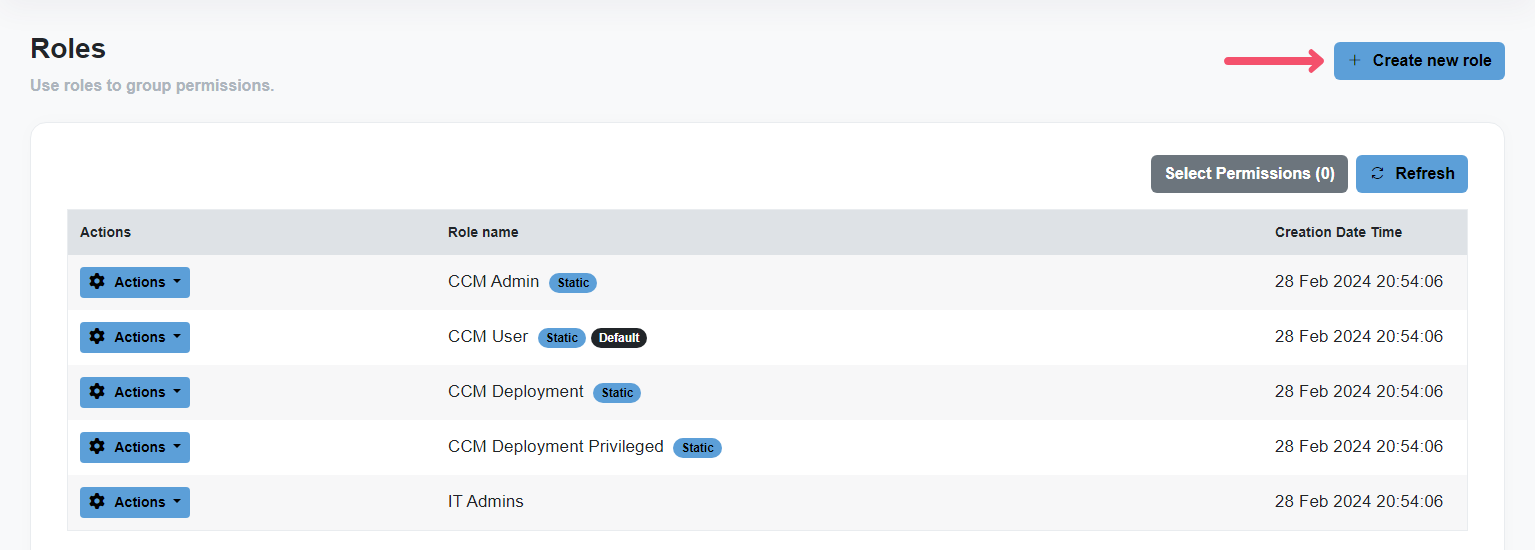 Roles
Create new role
Use roles to group permissions.
Select Permissions (0) Refresh
Actions Role name Creation Date Time
Actions CCM Admin Static 28 Feb 2024 20:54:06
Actions CCM User Static Default 28 Feb 2024 20:54:06
Actions CCM Deployment Static 28 Feb 2024 20:54:06
Actions CCM Deployment Privileged Static 28 Feb 2024 20:54:06
Actions IT Admins 28 Feb 2024 20:54:06